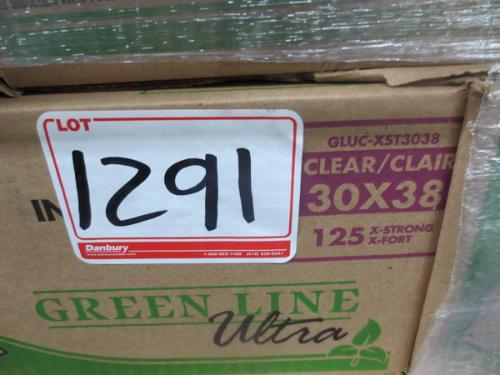 LOT
1291
Danbury
GLUC-XST3038
CLEAR/CLAIR
30X38
125 X-STRONG
X-FORT
IN
GREEN LINE
Ultra